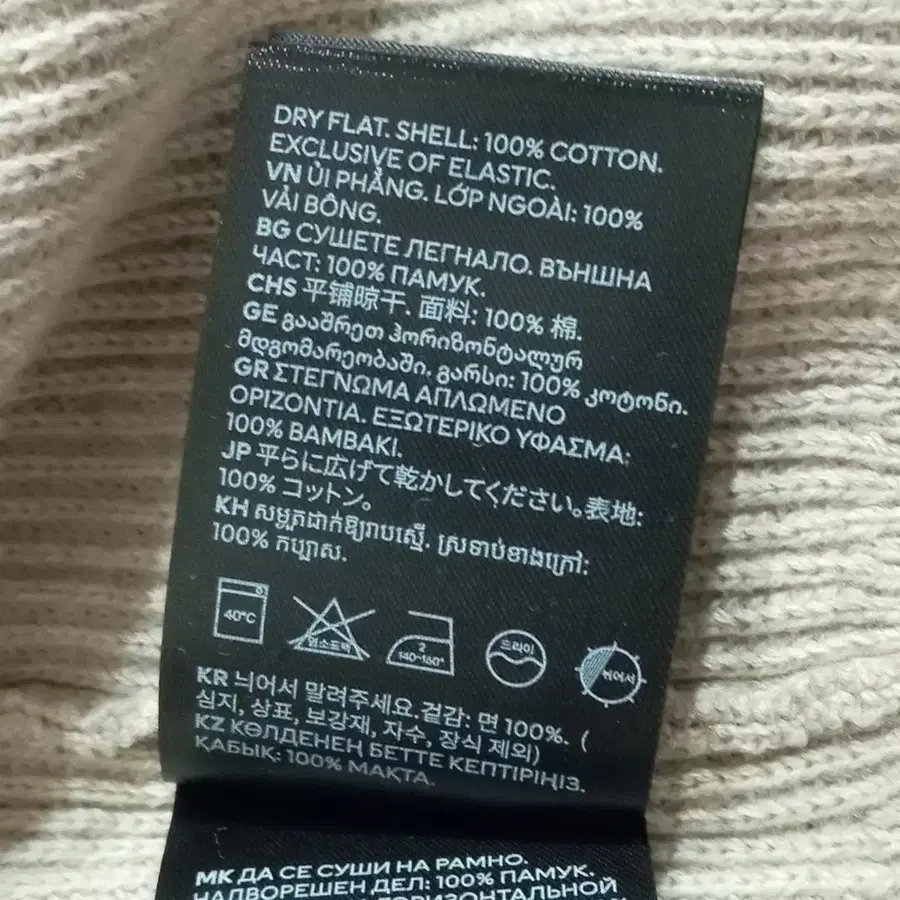 DRY FLAT. SHELL: 100% COTTON.
EXCLUSIVE OF ELASTIC.
VN ỦI PHẲNG. LỚP NGOÀI: 100%
VẢI BÔNG.
BG СУШЕТЕ ЛЕГНАЛО. ВЪНШНА
ЧАСТ: 100% ПАМУК.
CHS 平铺晾干. 面料: 100% 棉.
GE გააშრეთ ჰორიზონტალურ
მდგომარეობაში. გარსი: 100% კოტონი.
GR ΣΤΕΓΝΩΜΑ ΑΠΛΩΜΕΝΟ
ΟΡΙΖΟΝΤΙΑ. ΕΞΩΤΕΡΙΚΟ ΥΦΑΣΜΑ:
100% ΒΑΜΒΑΚΙ.
JP 平らに広げて乾かしてください。表地:
100% コットン。
KH សម្ងួតដាក់ឱ្យរាបស្មើ. ស្រទាប់ខាងក្រៅ:
100% កប្បាស.
40°C
염소표백
2
140~160°
드라이
뉘어서
KR 뉘어서 말려주세요.겉감: 면 100%. (
심지, 상표, 보강재, 자수, 장식 제외)
KZ КӨЛДЕНЕН БЕТТЕ КЕПТІРІҢІЗ.
ҚАБЫҚ: 100% МАҚТА.
MK ДА СЕ СУШИ НА РАМНО.
НАДВОРЕШЕН ДЕЛ: 100% ПАМУК.
ГОРИЗОНТАЛЬНОЙ